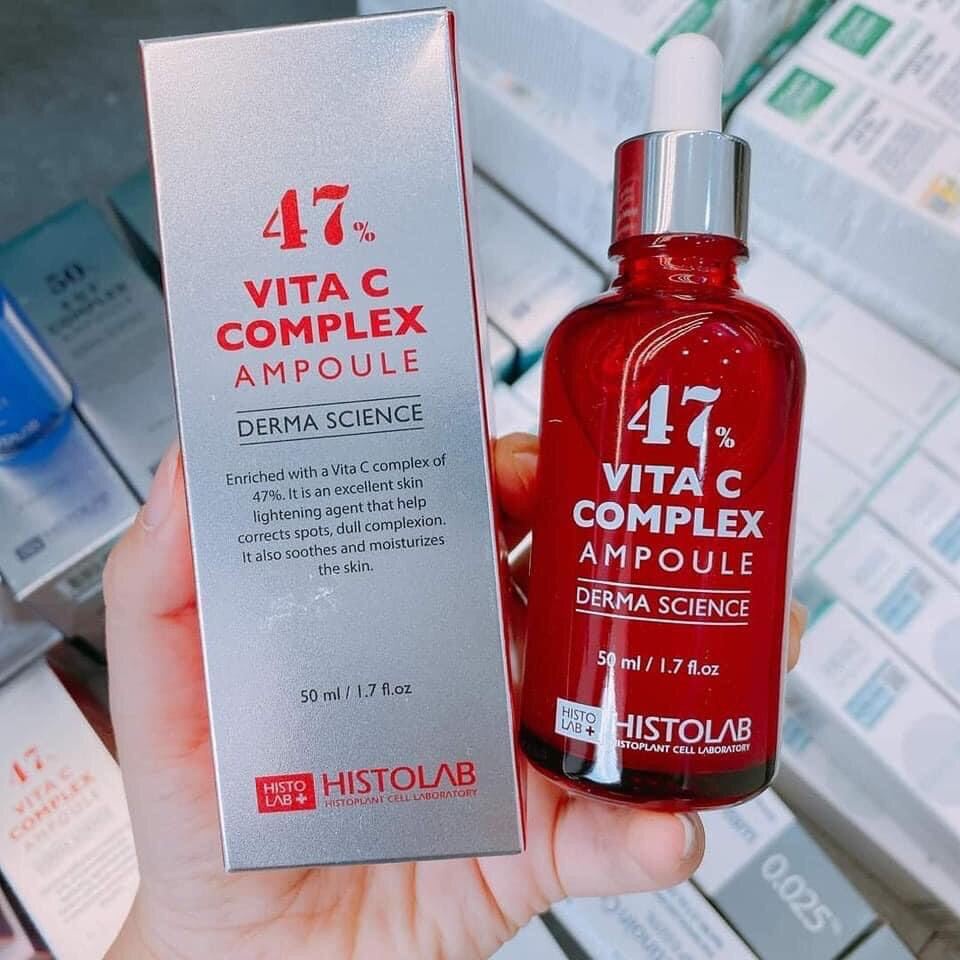 47%
VITA C
COMPLEX
AMPOULE
DERMA SCIENCE
Enriched with a Vita C complex of
47%. It is an excellent skin
lightening agent that help
corrects spots, dull complexion.
It also soothes and moisturizes
the skin.
50 ml / 1.7 fl.oz
HISTO
LAB+
HISTOLAB
HISTOPLANT CELL LABORATORY
47%
VITA C
COMPLEX
AMPOULE
DERMA SCIENCE
50 ml / 1.7 fl.oz
HISTO
LAB+
HISTOLAB
HISTOPLANT CELL LABORATORY
50
COMPLEX
47%
VITA C
COMPLEX
AMPOULE
0.025%